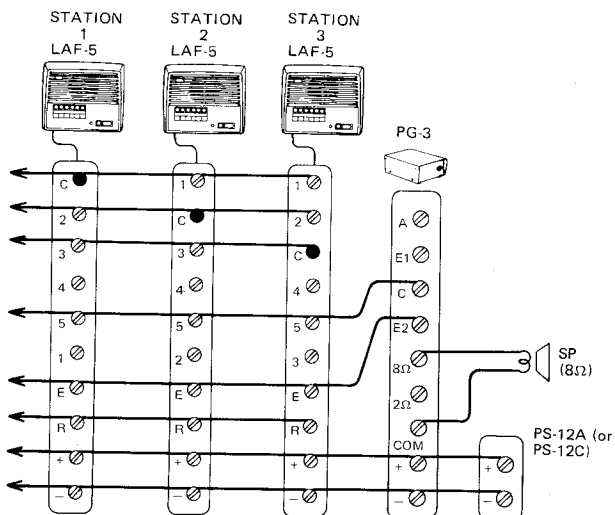 STATION
1
LAF-5
STATION
2
LAF-5
STATION
3
LAF-5
PG-3
C
2
3
4
5
1
E
R
+
−
1
C
3
4
5
2
E
R
+
−
1
2
C
4
5
3
E
R
+
−
A
E1
C
E2
8Ω
2Ω
COM
+
−
SP
(8Ω)
PS-12A (or
PS-12C)
+
−